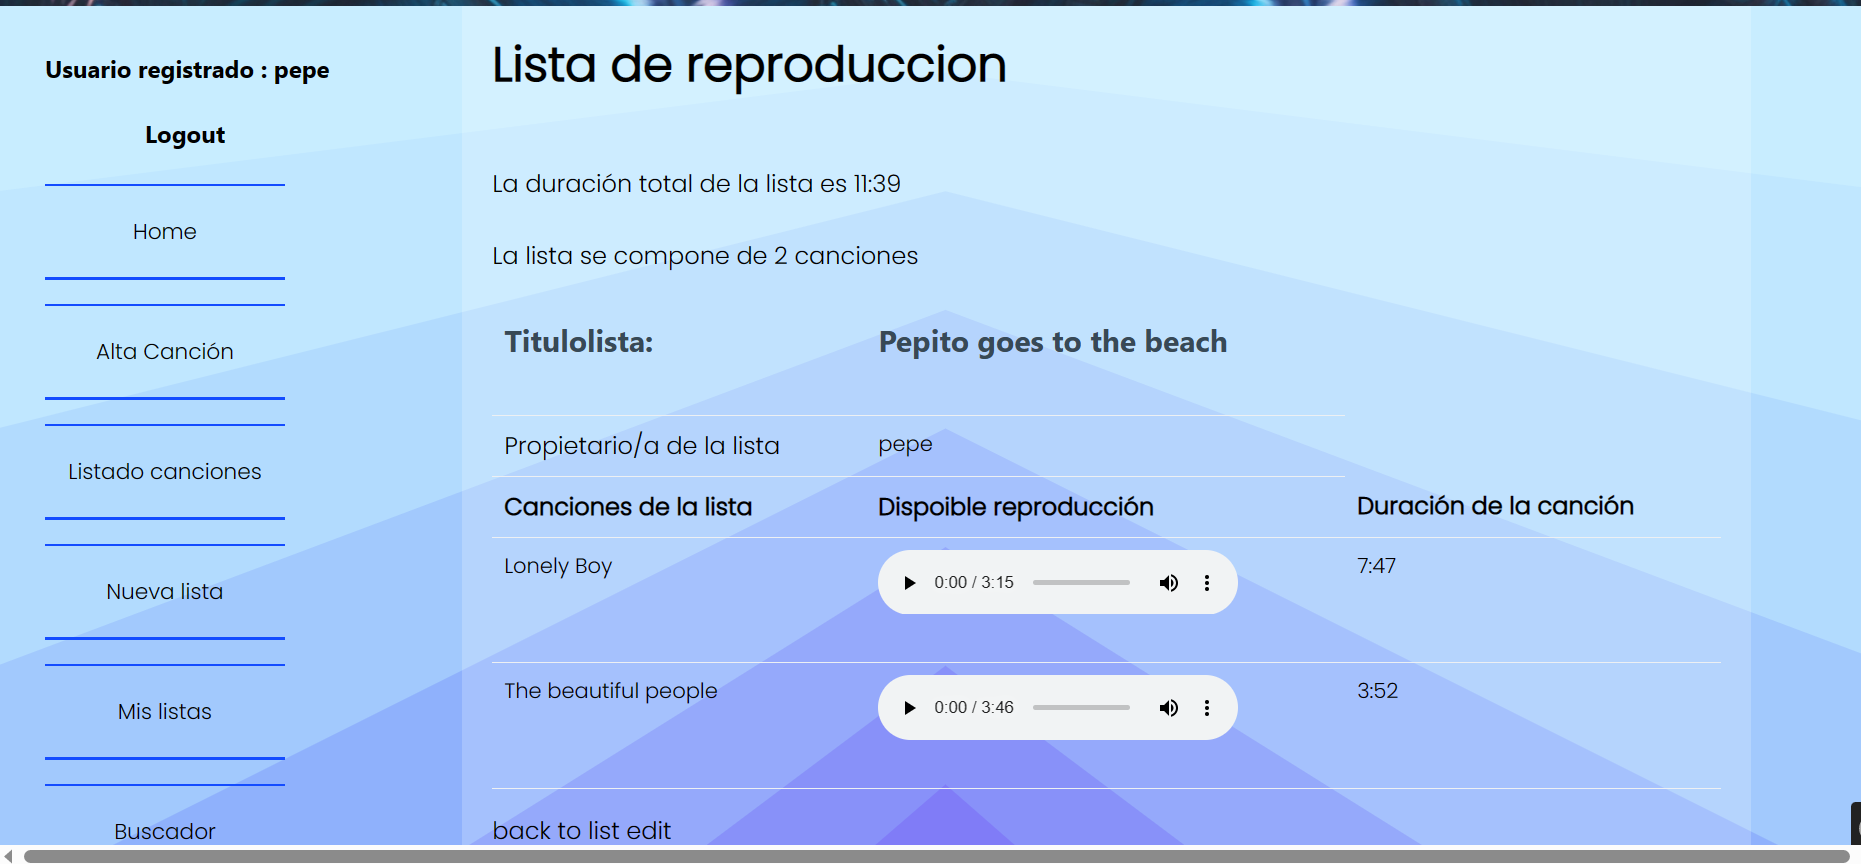 Usuario registrado : pepe
Logout
Home
Alta Canción
Listado canciones
Nueva lista
Mis listas
Buscador
Lista de reproduccion
La duración total de la lista es 11:39
La lista se compone de 2 canciones
Titulolista: Pepito goes to the beach
Propietario/a de la lista pepe
Canciones de la lista Dispoible reproducción Duración de la canción
Lonely Boy 0:00 / 3:15 7:47
The beautiful people 0:00 / 3:46 3:52
back to list edit